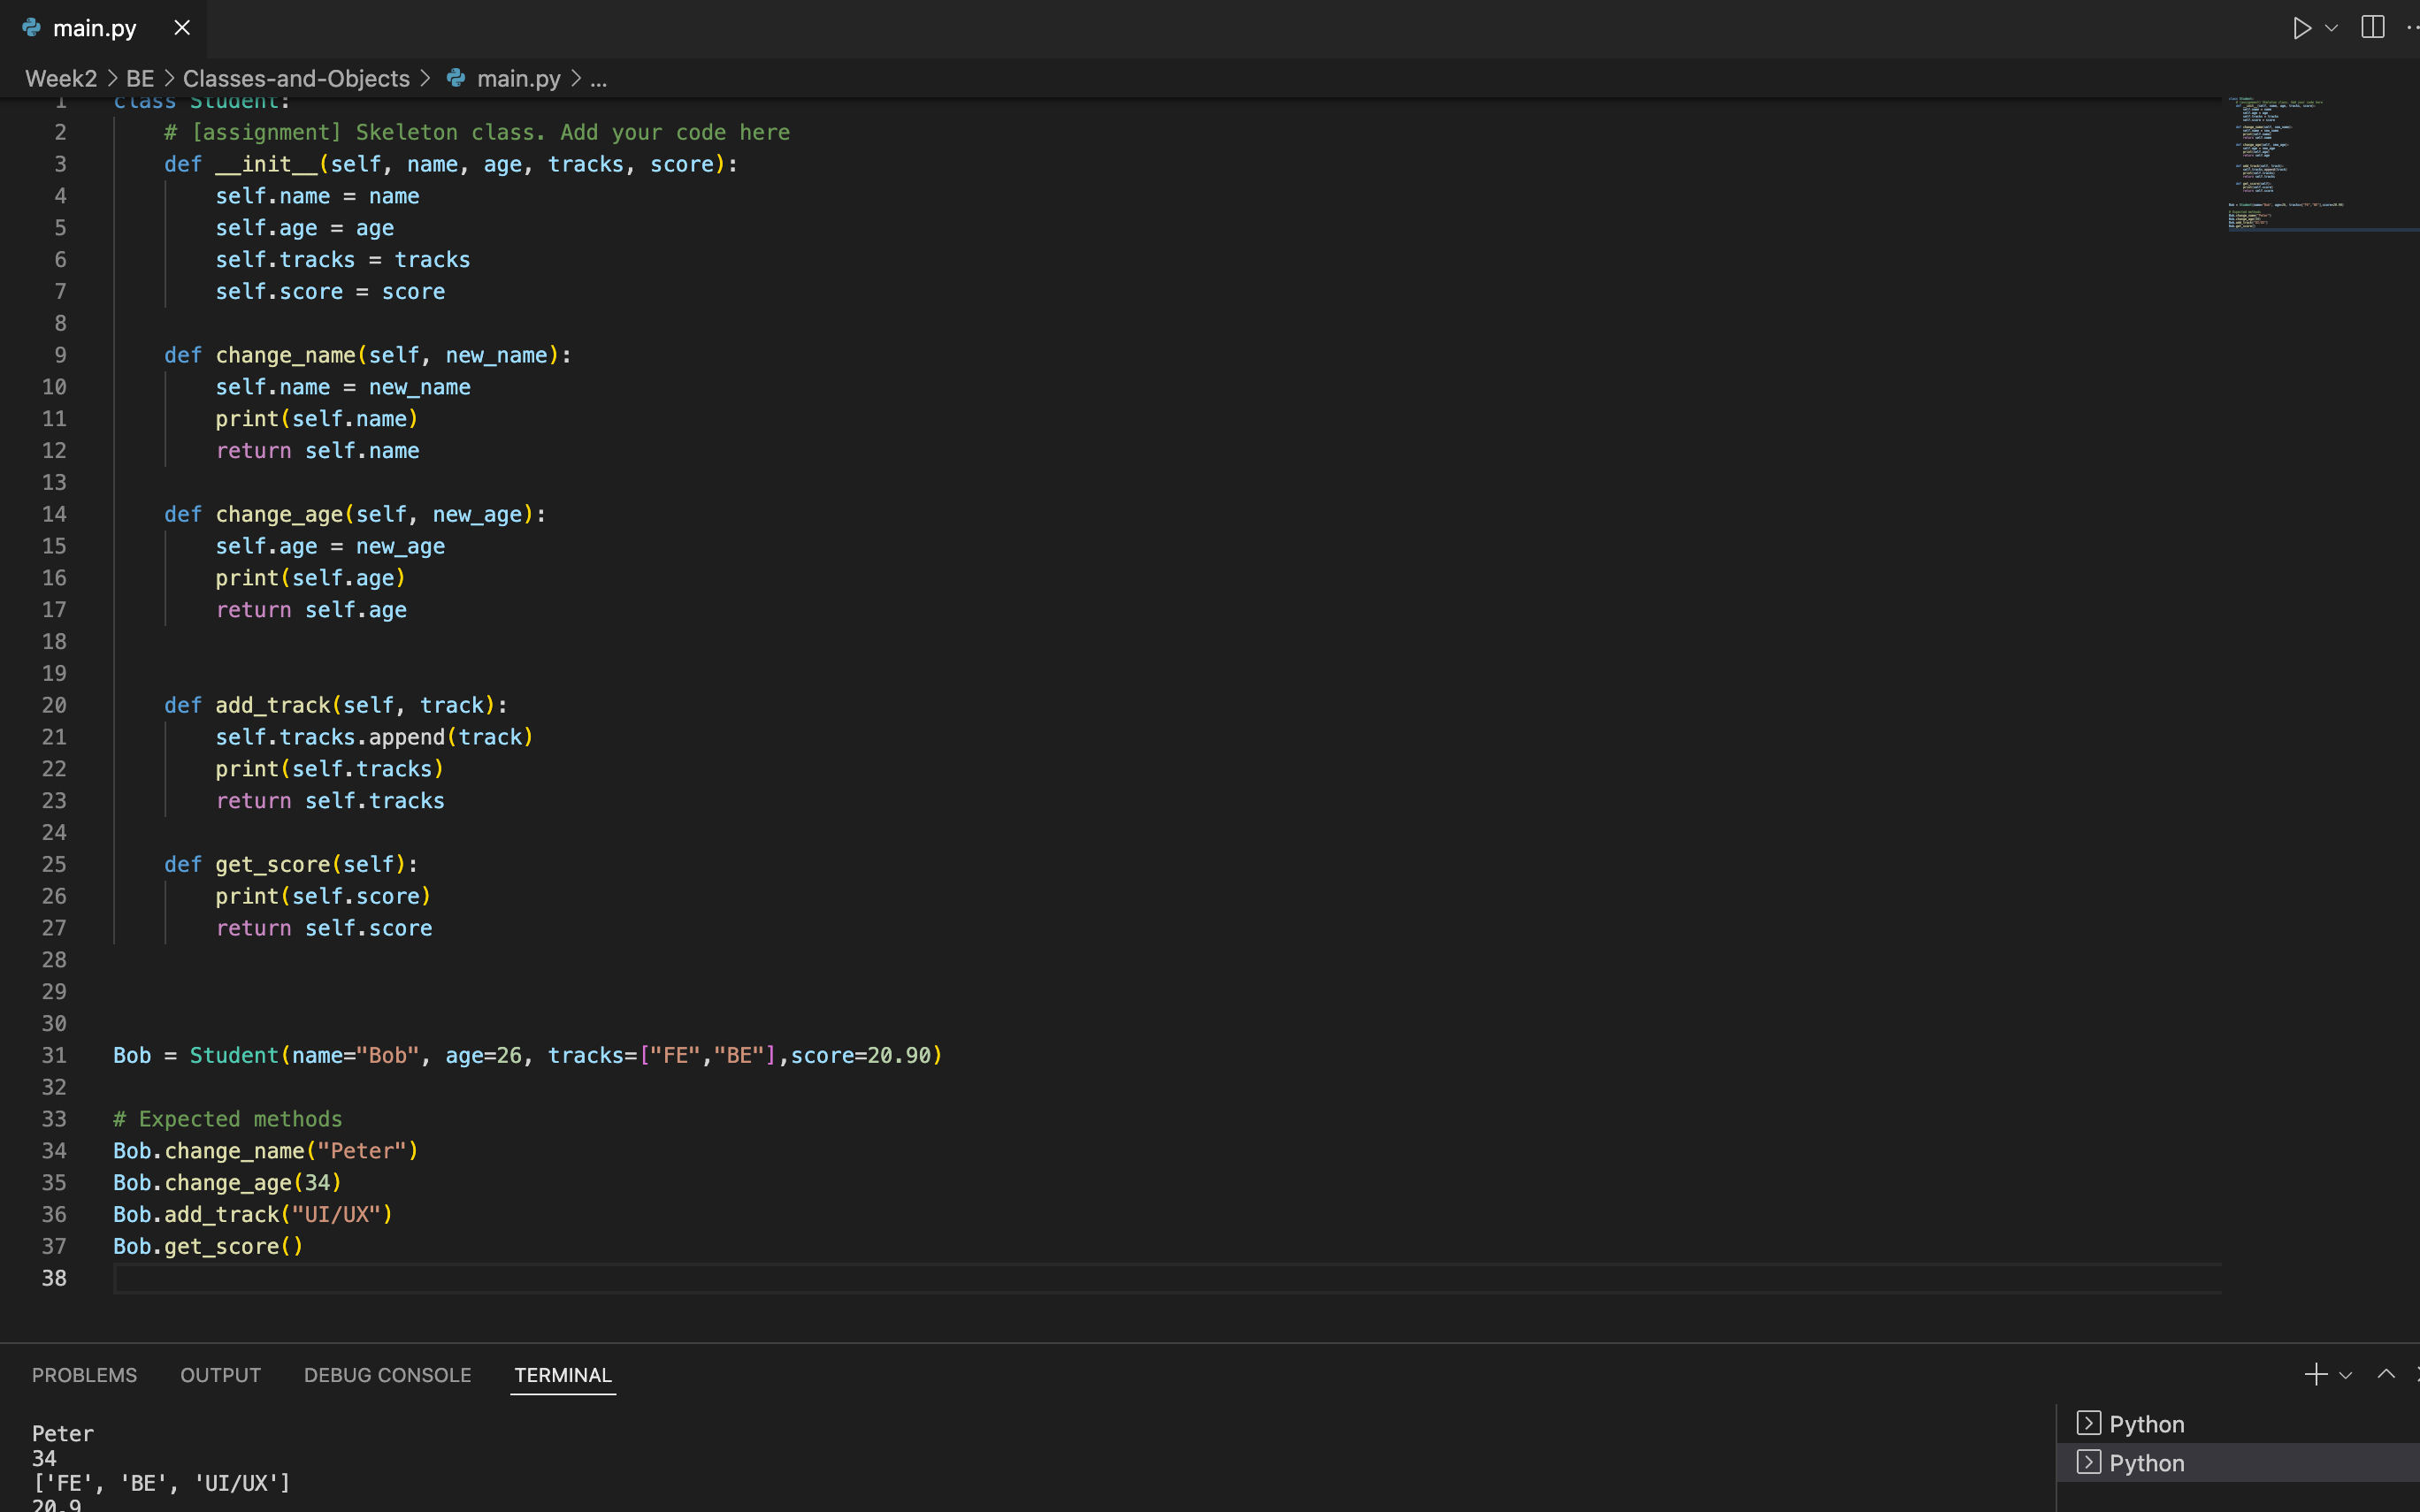 main.py
Week2 > BE > Classes-and-Objects > main.py > ...
1 class Student:
2     # [assignment] Skeleton class. Add your code here
3     def __init__(self, name, age, tracks, score):
4         self.name = name
5         self.age = age
6         self.tracks = tracks
7         self.score = score
8
9     def change_name(self, new_name):
10         self.name = new_name
11         print(self.name)
12         return self.name
13
14     def change_age(self, new_age):
15         self.age = new_age
16         print(self.age)
17         return self.age
18
19
20     def add_track(self, track):
21         self.tracks.append(track)
22         print(self.tracks)
23         return self.tracks
24
25     def get_score(self):
26         print(self.score)
27         return self.score
28
29
30
31 Bob = Student(name="Bob", age=26, tracks=["FE","BE"],score=20.90)
32
33 # Expected methods
34 Bob.change_name("Peter")
35 Bob.change_age(34)
36 Bob.add_track("UI/UX")
37 Bob.get_score()
38
PROBLEMS OUTPUT DEBUG CONSOLE TERMINAL
Peter
34
['FE', 'BE', 'UI/UX']
20.9
Python
Python